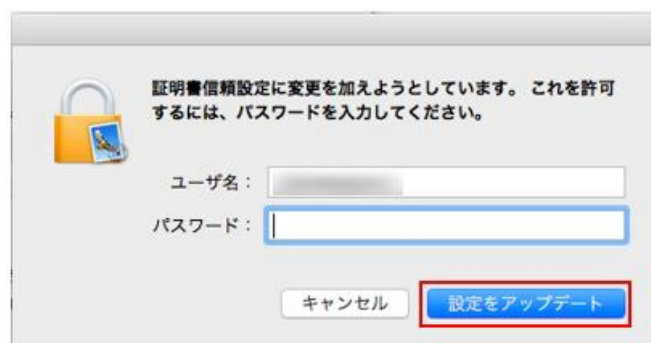 証明書信頼設定に変更を加えようとしています。 これを許可
するには、パスワードを入力してください。
ユーザ名：
パスワード：
キャンセル 設定をアップデート